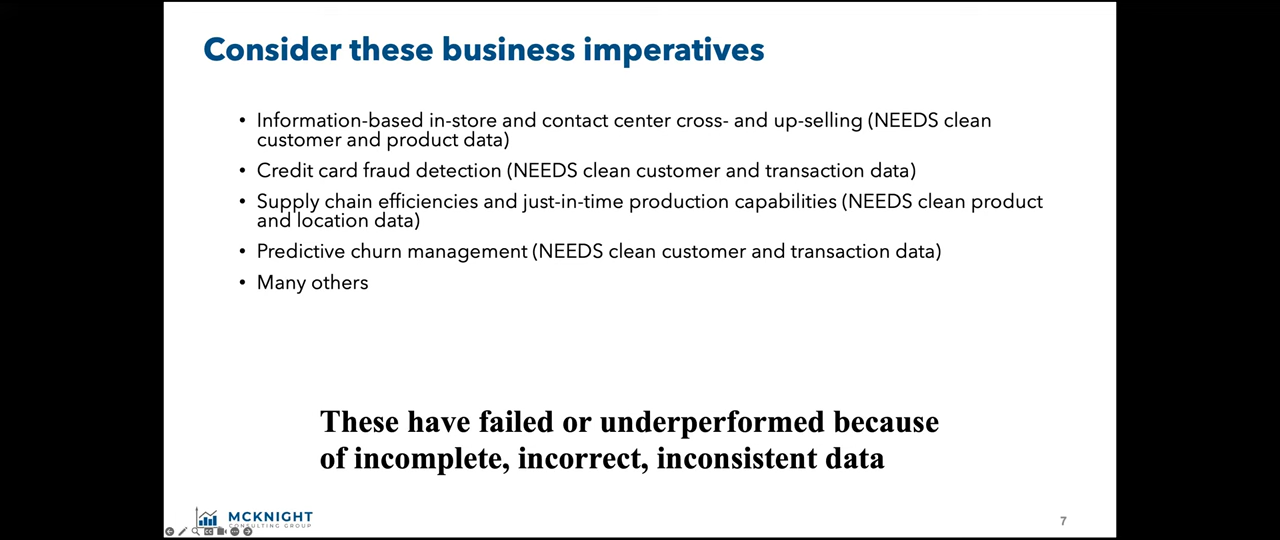 Consider these business imperatives
• Information-based in-store and contact center cross- and up-selling (NEEDS clean
customer and product data)
• Credit card fraud detection (NEEDS clean customer and transaction data)
• Supply chain efficiencies and just-in-time production capabilities (NEEDS clean product
and location data)
• Predictive churn management (NEEDS clean customer and transaction data)
• Many others
These have failed or underperformed because
of incomplete, incorrect, inconsistent data
MCKNIGHT
CONSULTING GROUP
7